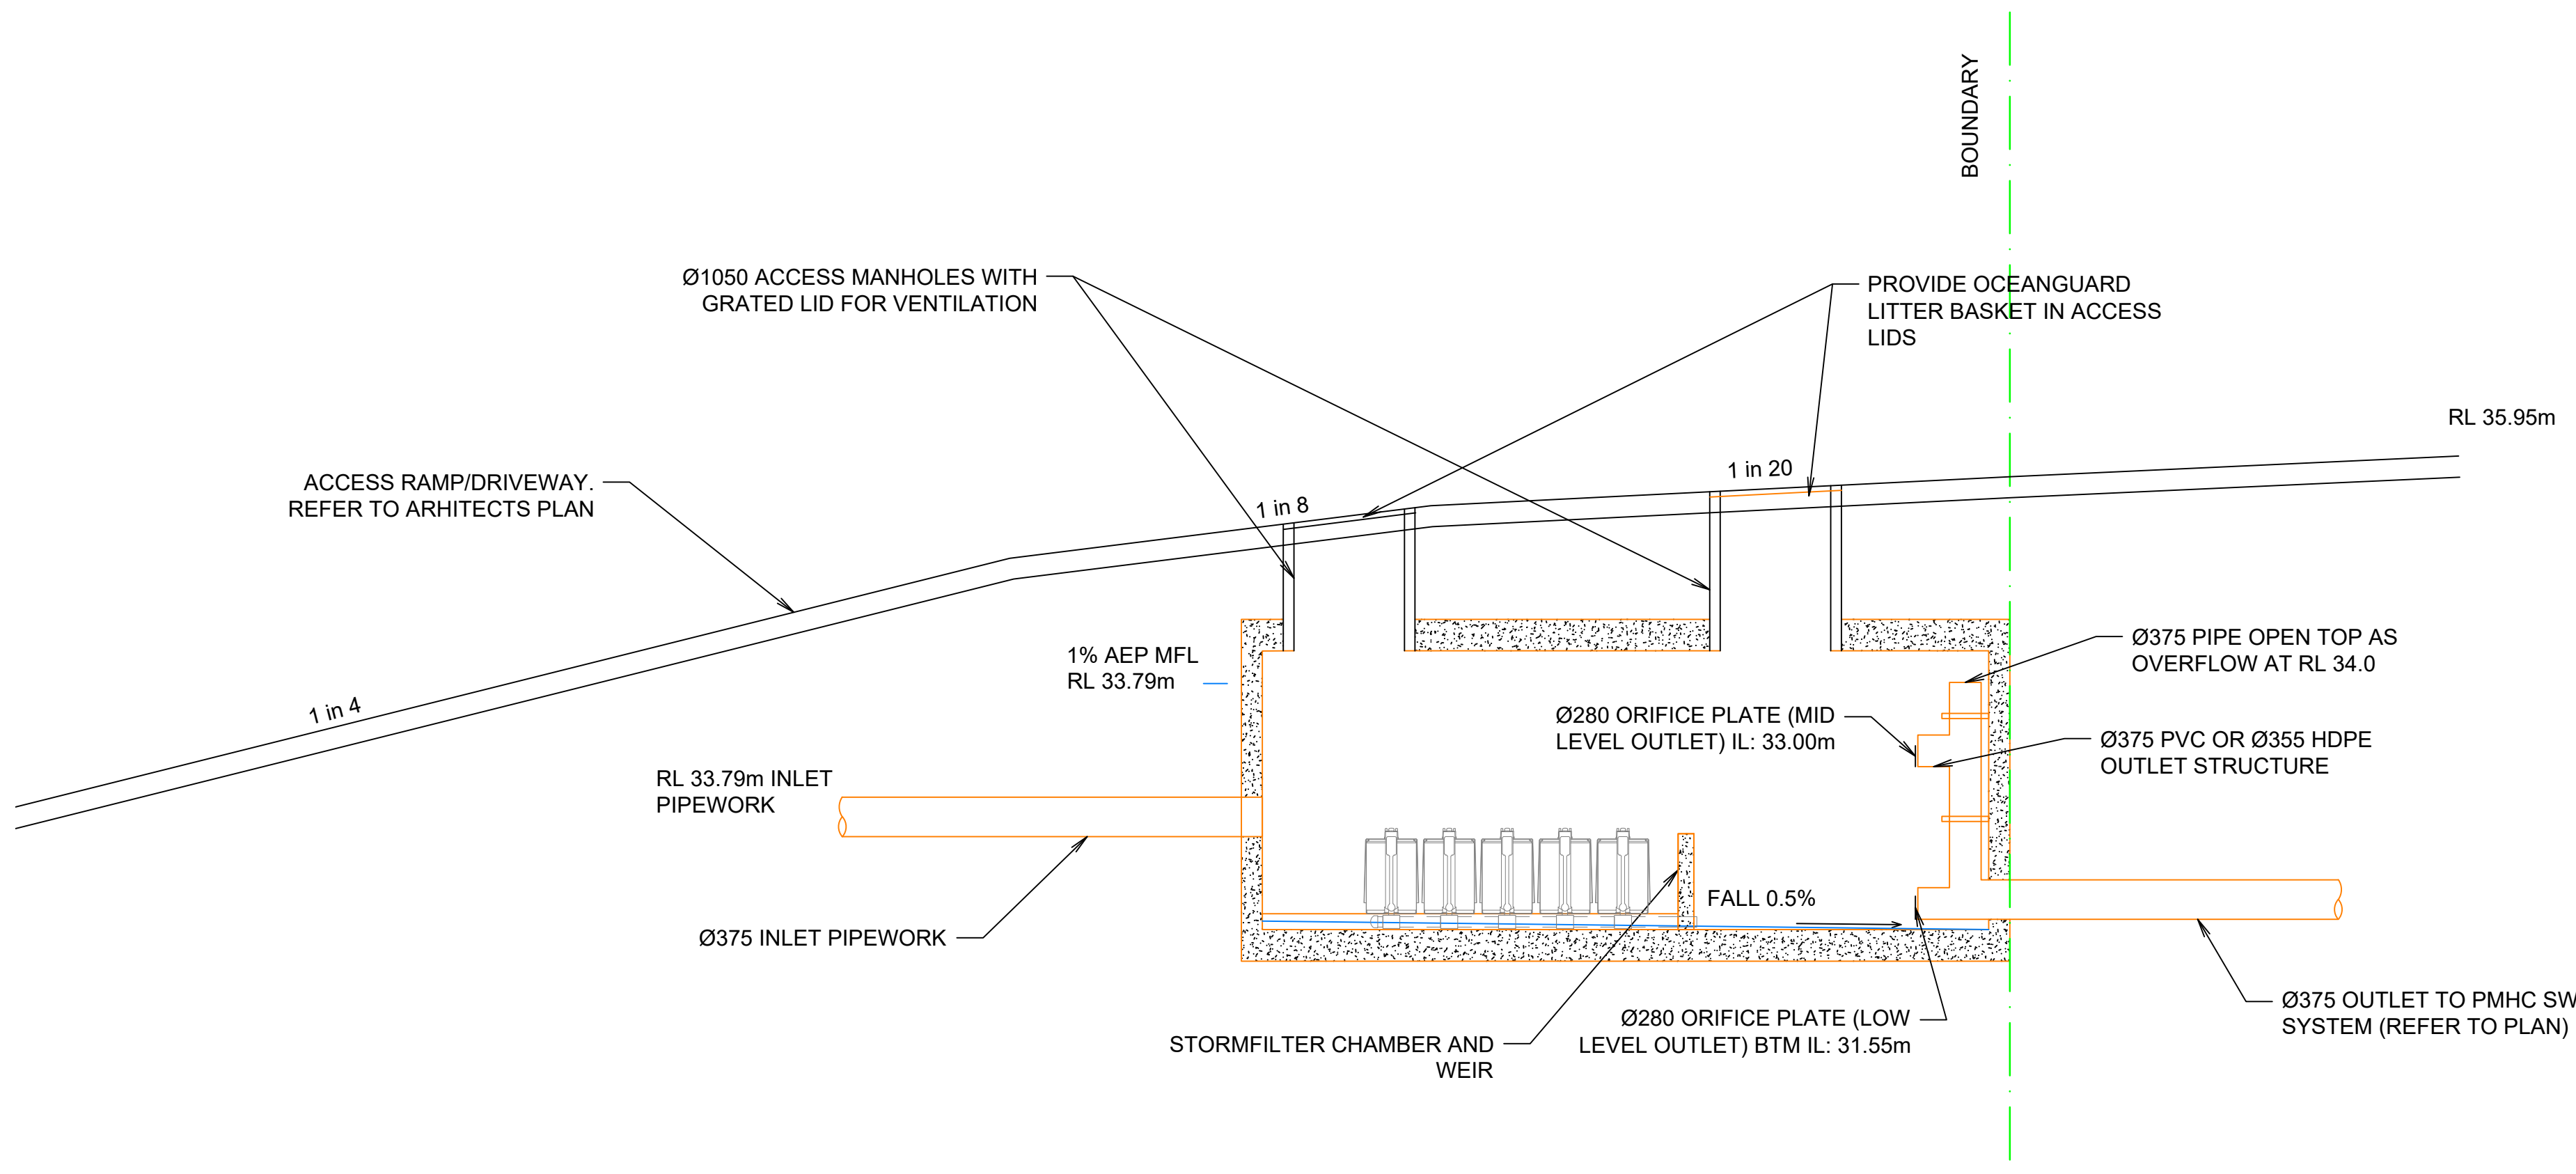 BOUNDARY
Ø1050 ACCESS MANHOLES WITH
GRATED LID FOR VENTILATION
PROVIDE OCEANGUARD
LITTER BASKET IN ACCESS
LIDS
RL 35.95m
ACCESS RAMP/DRIVEWAY.
REFER TO ARHITECTS PLAN
1 in 20
1 in 8
1 in 4
1% AEP MFL
RL 33.79m
Ø375 PIPE OPEN TOP AS
OVERFLOW AT RL 34.0
Ø280 ORIFICE PLATE (MID
LEVEL OUTLET) IL: 33.00m
Ø375 PVC OR Ø355 HDPE
OUTLET STRUCTURE
RL 33.79m INLET
PIPEWORK
FALL 0.5%
Ø375 INLET PIPEWORK
STORMFILTER CHAMBER AND
WEIR
Ø280 ORIFICE PLATE (LOW
LEVEL OUTLET) BTM IL: 31.55m
Ø375 OUTLET TO PMHC SW
SYSTEM (REFER TO PLAN)